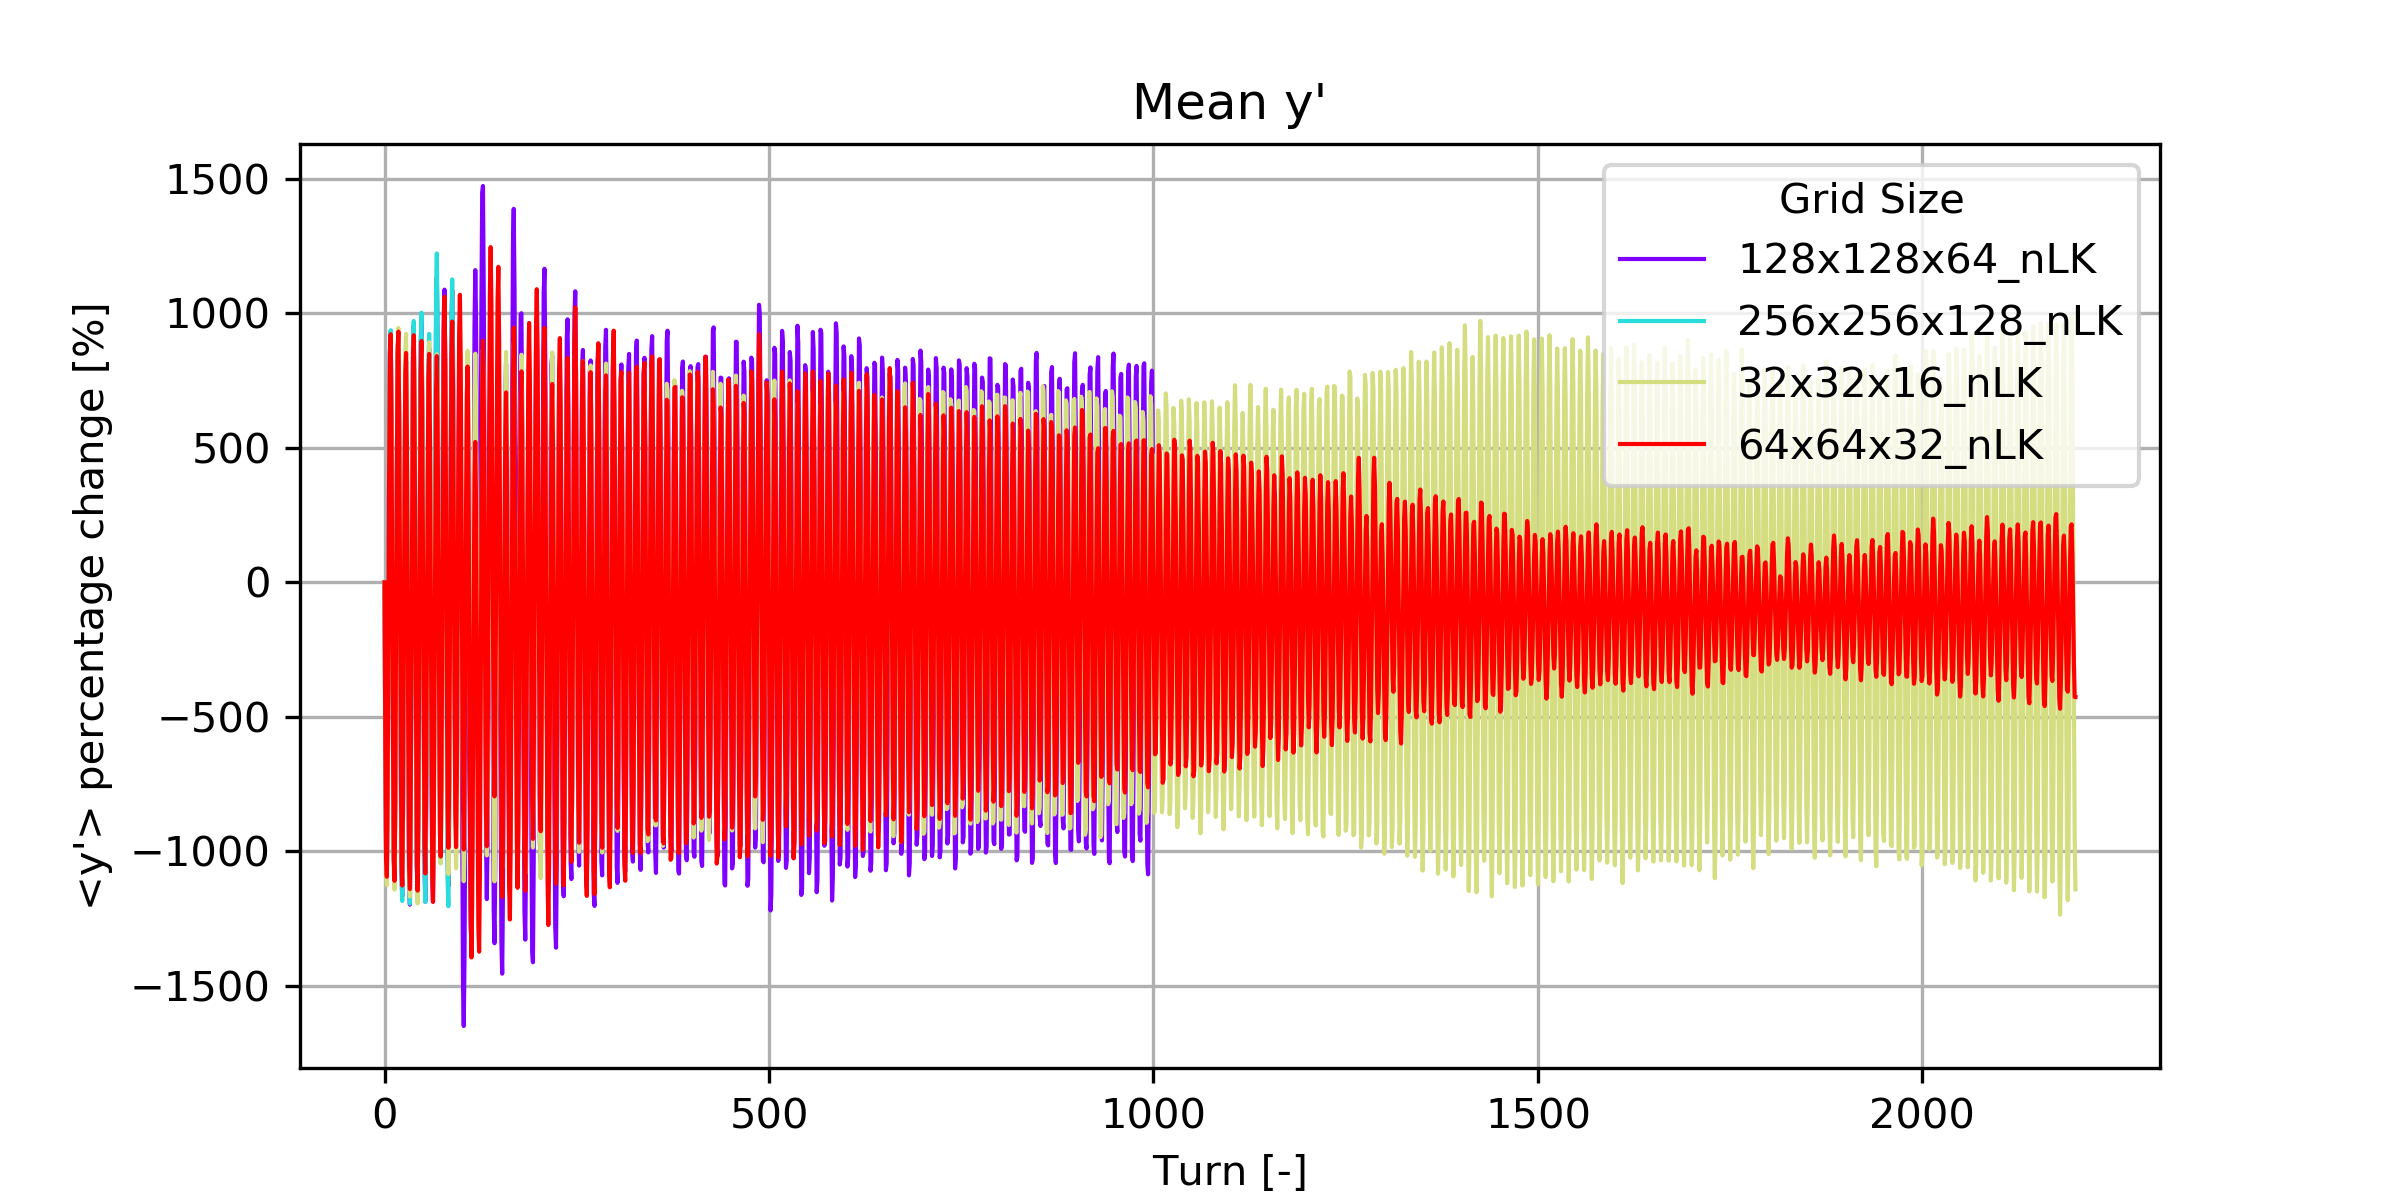 Mean y'
<y'> percentage change [%]
1500
1000
500
0
−500
−1000
−1500
Grid Size
128x128x64_nLK
256x256x128_nLK
32x32x16_nLK
64x64x32_nLK
0
500
1000
1500
2000
Turn [-]